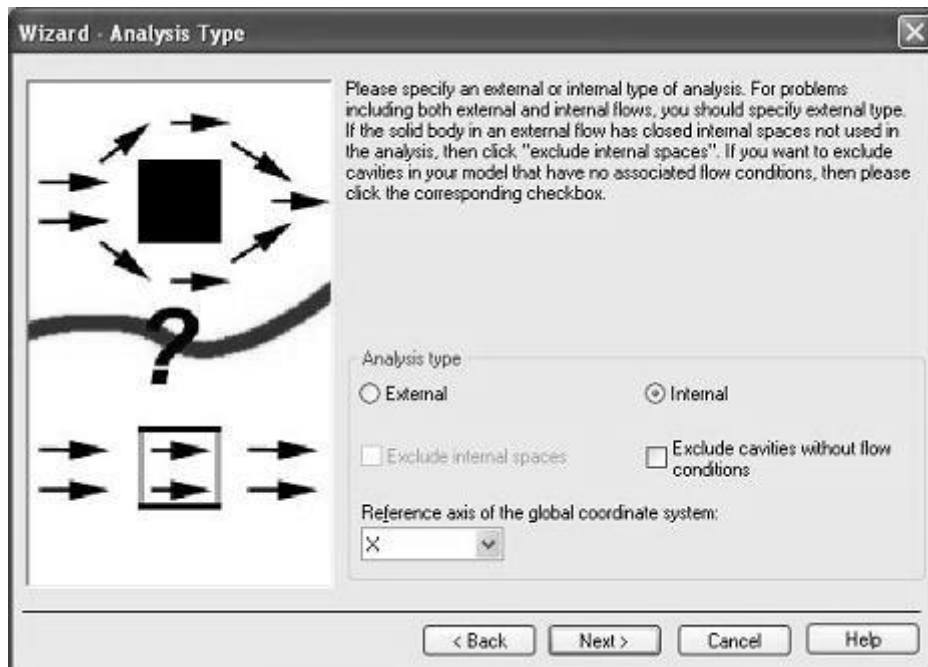 Wizard - Analysis Type
Please specify an external or internal type of analysis. For problems
including both external and internal flows, you should specify external type.
If the solid body in an external flow has closed internal spaces not used in
the analysis, then click "exclude internal spaces". If you want to exclude
cavities in your model that have no associated flow conditions, then please
click the corresponding checkbox.
?
Analysis type
External
Internal
Exclude internal spaces
Exclude cavities without flow
conditions
Reference axis of the global coordinate system:
X
< Back
Next >
Cancel
Help